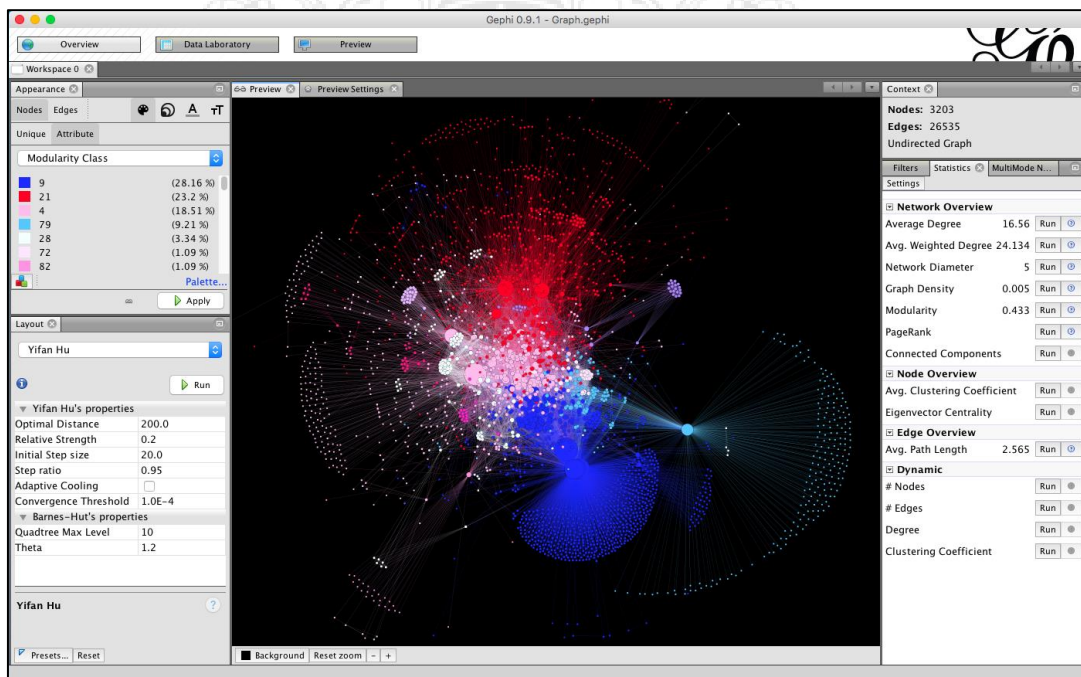 Gephi 0.9.1 - Graph.gephi
Overview
Data Laboratory
Preview
Workspace 0
Appearance
Nodes Edges A TT
Unique Attribute
Modularity Class
9 (28.16 %)
21 (23.2 %)
4 (18.51 %)
79 (9.21 %)
28 (3.34 %)
72 (1.09 %)
82 (1.09 %)
Palette...
Apply
Layout
Yifan Hu
Run
Yifan Hu's properties
Optimal Distance 200.0
Relative Strength 0.2
Initial Step size 20.0
Step ratio 0.95
Adaptive Cooling
Convergence Threshold 1.0E-4
Barnes-Hut's properties
Quadtree Max Level 10
Theta 1.2
Yifan Hu ?
Presets... Reset
Preview Preview Settings
Background Reset zoom - +
Context
Nodes: 3203
Edges: 26535
Undirected Graph
Filters Statistics MultiMode N...
Settings
Network Overview
Average Degree 16.56 Run
Avg. Weighted Degree 24.134 Run
Network Diameter 5 Run
Graph Density 0.005 Run
Modularity 0.433 Run
PageRank Run
Connected Components Run
Node Overview
Avg. Clustering Coefficient Run
Eigenvector Centrality Run
Edge Overview
Avg. Path Length 2.565 Run
Dynamic
# Nodes Run
# Edges Run
Degree Run
Clustering Coefficient Run